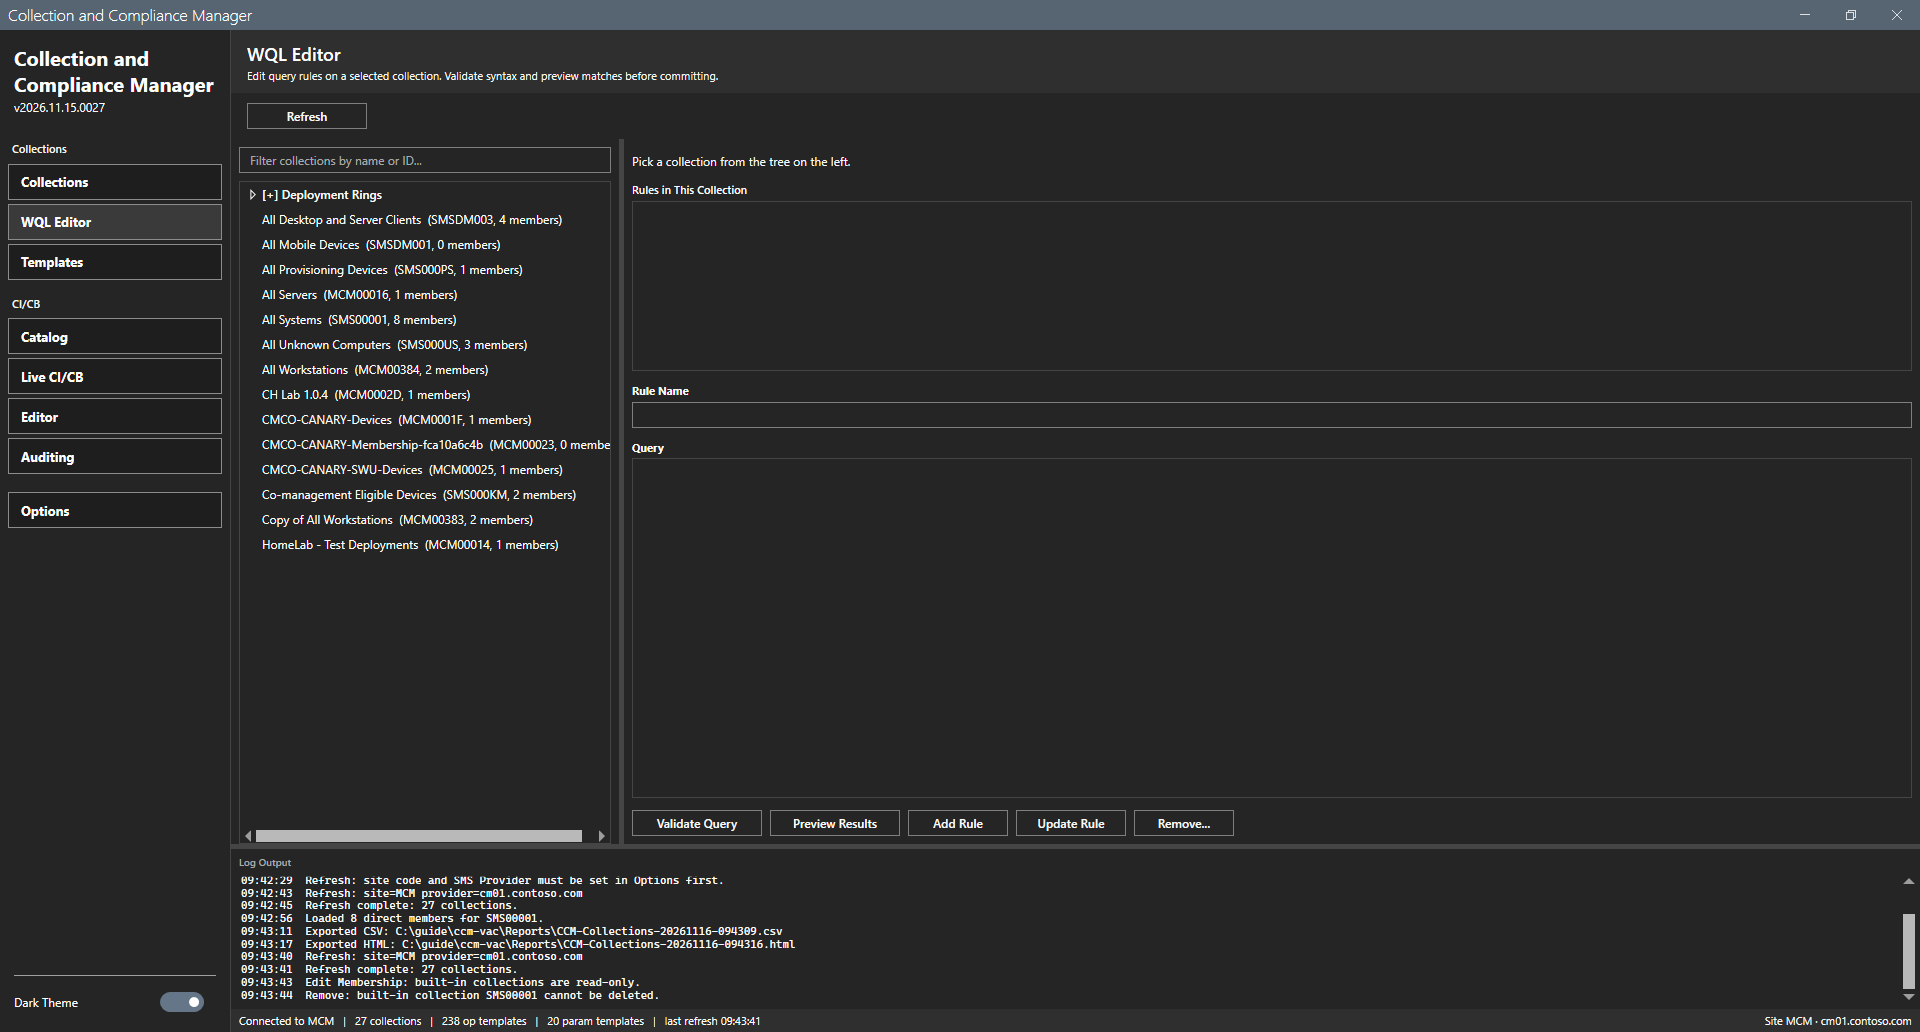 Collection and Compliance Manager
Collection and
Compliance Manager
v2026.11.15.0027
Collections
Collections
WQL Editor
Templates
CI/CB
Catalog
Live CI/CB
Editor
Auditing
Options
Dark Theme
WQL Editor
Edit query rules on a selected collection. Validate syntax and preview matches before committing.
Refresh
Filter collections by name or ID...
[+] Deployment Rings
All Desktop and Server Clients (SMSDM003, 4 members)
All Mobile Devices (SMSDM001, 0 members)
All Provisioning Devices (SMS000PS, 1 members)
All Servers (MCM00016, 1 members)
All Systems (SMS00001, 8 members)
All Unknown Computers (SMS000US, 3 members)
All Workstations (MCM00384, 2 members)
CH Lab 1.0.4 (MCM0002D, 1 members)
CMCO-CANARY-Devices (MCM0001F, 1 members)
CMCO-CANARY-Membership-fca10a6c4b (MCM00023, 0 membe
CMCO-CANARY-SWU-Devices (MCM00025, 1 members)
Co-management Eligible Devices (SMS000KM, 2 members)
Copy of All Workstations (MCM00383, 2 members)
HomeLab - Test Deployments (MCM00014, 1 members)
Pick a collection from the tree on the left.
Rules in This Collection
Rule Name
Query
Validate Query
Preview Results
Add Rule
Update Rule
Remove...
Log Output
09:42:29 Refresh: site code and SMS Provider must be set in Options first.
09:42:43 Refresh: site=MCM provider=cm01.contoso.com
09:42:45 Refresh complete: 27 collections.
09:42:56 Loaded 8 direct members for SMS00001.
09:43:11 Exported CSV: C:\guide\ccm-vac\Reports\CCM-Collections-20261116-094309.csv
09:43:17 Exported HTML: C:\guide\ccm-vac\Reports\CCM-Collections-20261116-094316.html
09:43:40 Refresh: site=MCM provider=cm01.contoso.com
09:43:41 Refresh complete: 27 collections.
09:43:43 Edit Membership: built-in collections are read-only.
09:43:44 Remove: built-in collection SMS00001 cannot be deleted.
Connected to MCM | 27 collections | 238 op templates | 20 param templates | last refresh 09:43:41
Site MCM · cm01.contoso.com